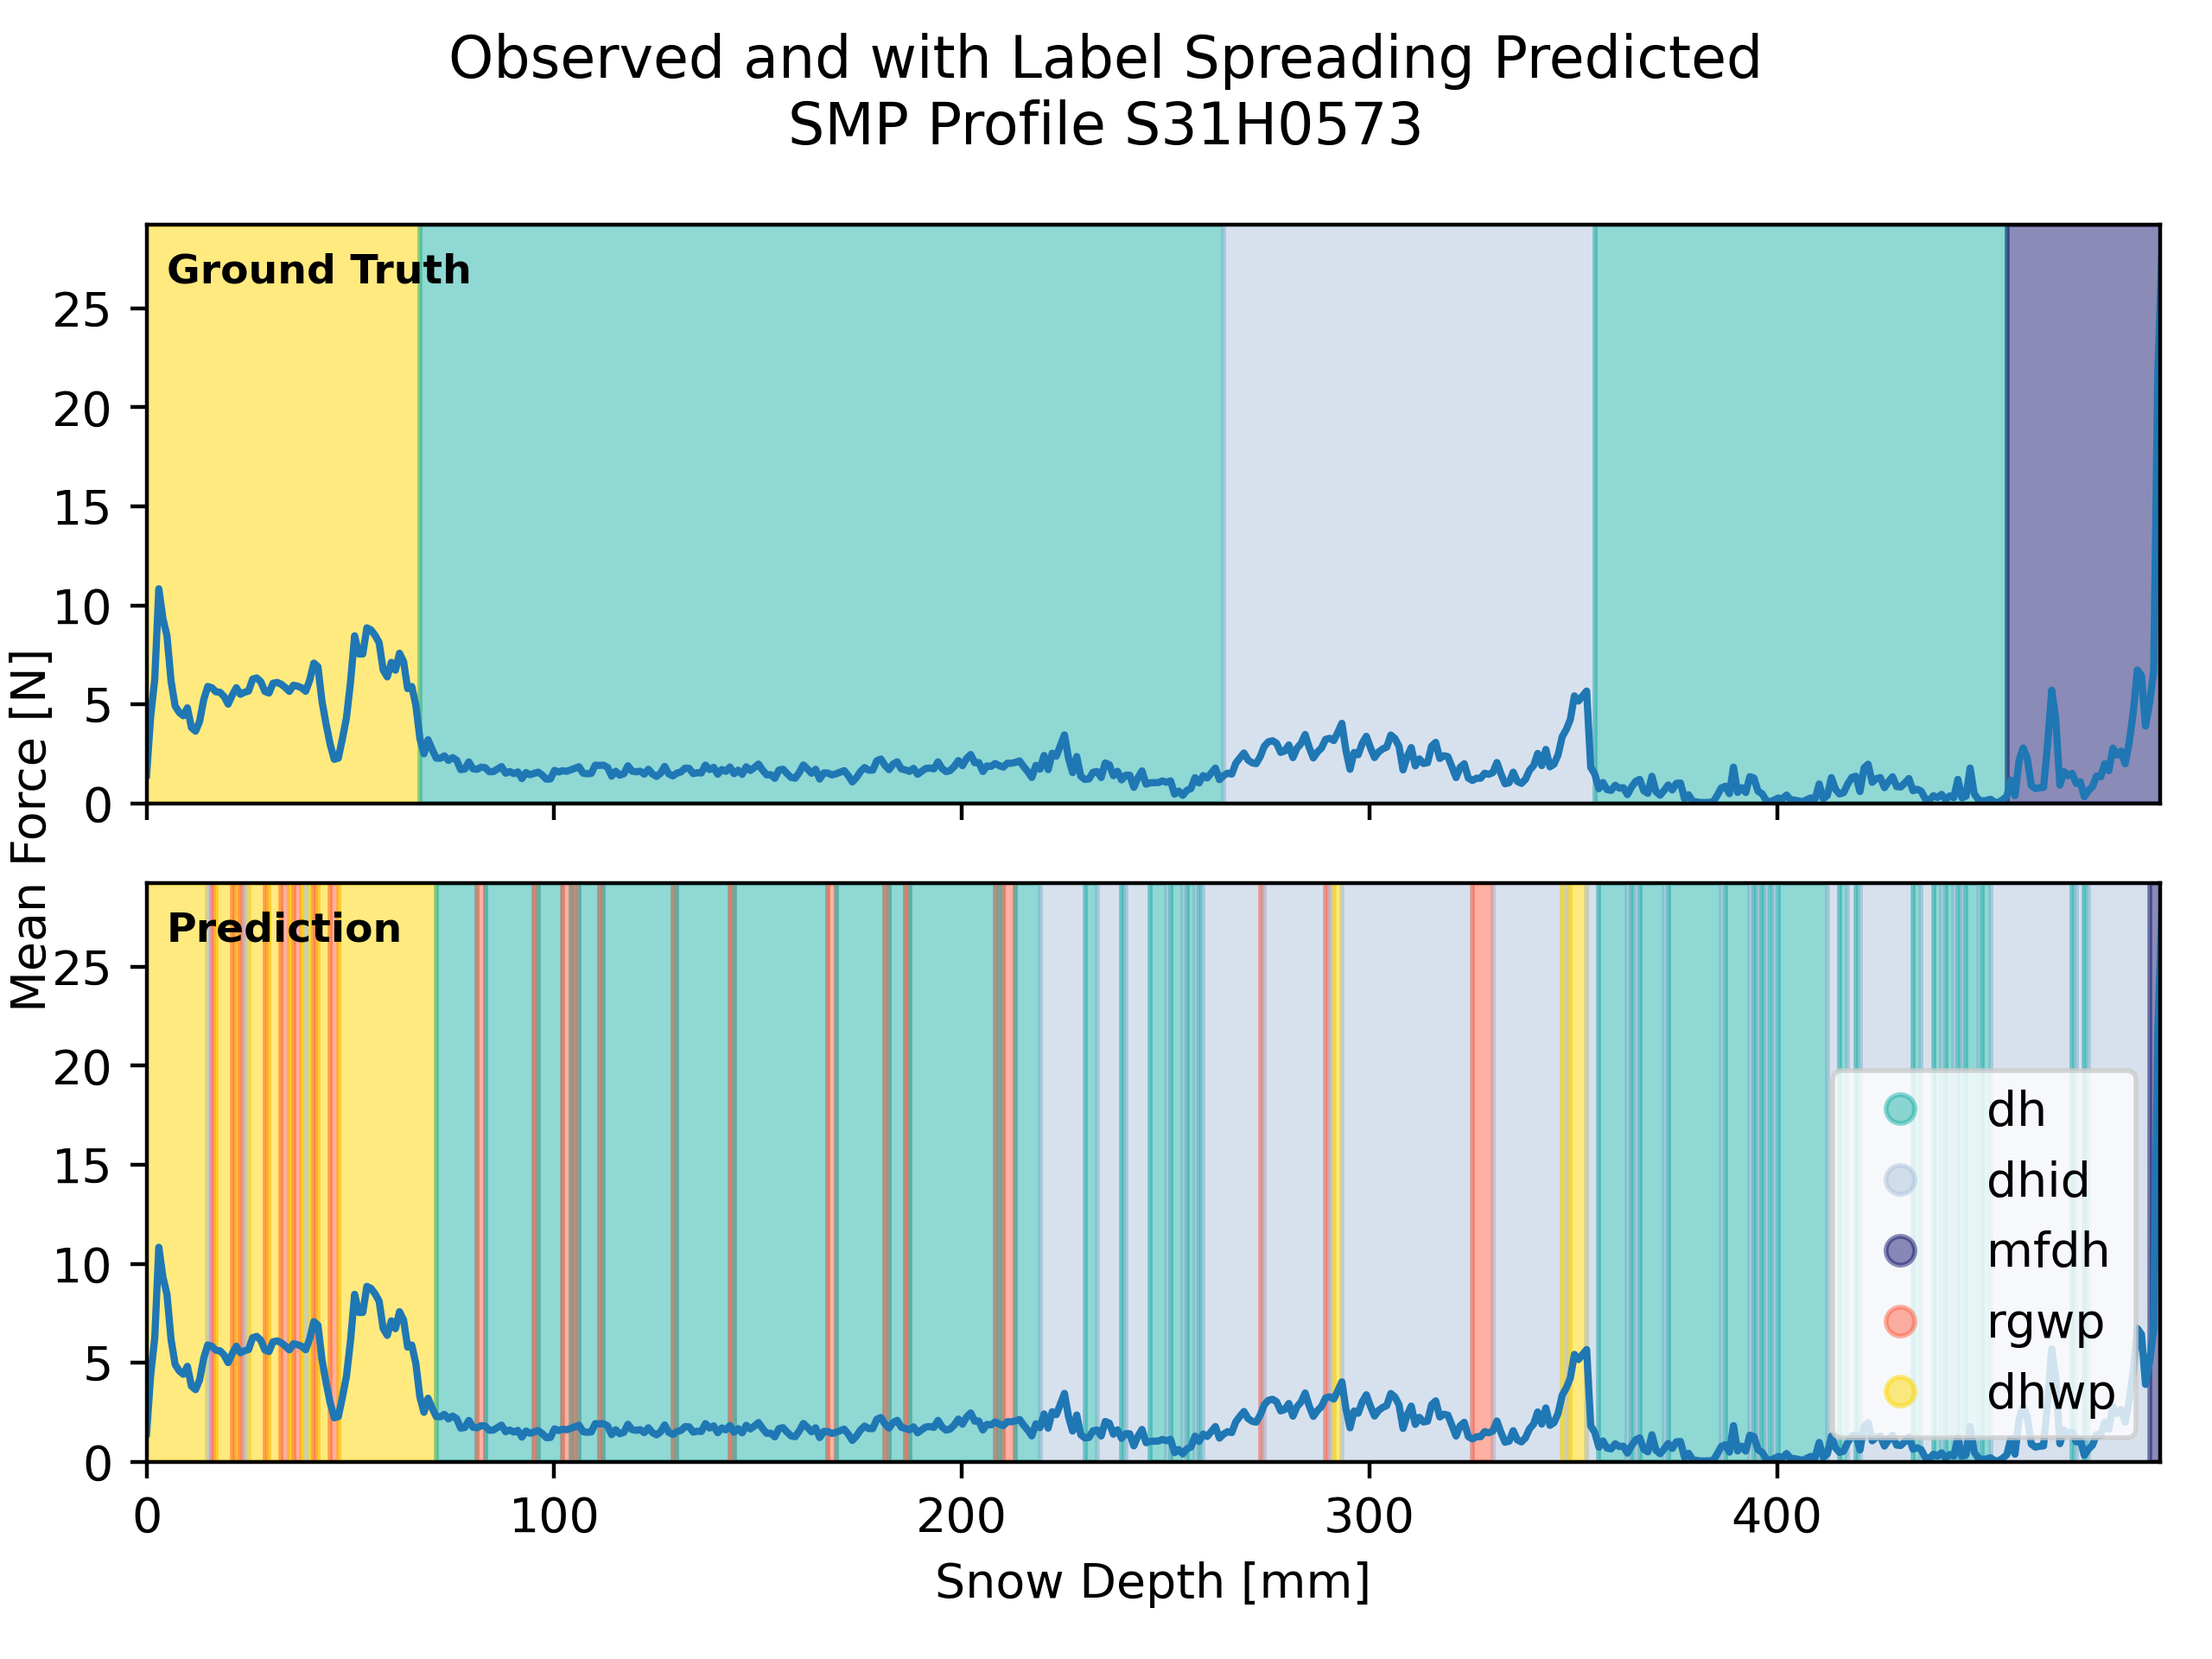 Observed and with Label Spreading Predicted
SMP Profile S31H0573
Ground Truth
25
20
15
10
5
0
Mean Force [N]
Prediction
25
20
15
10
5
0
dh
dhid
mfdh
rgwp
dhwp
0 100 200 300 400
Snow Depth [mm]